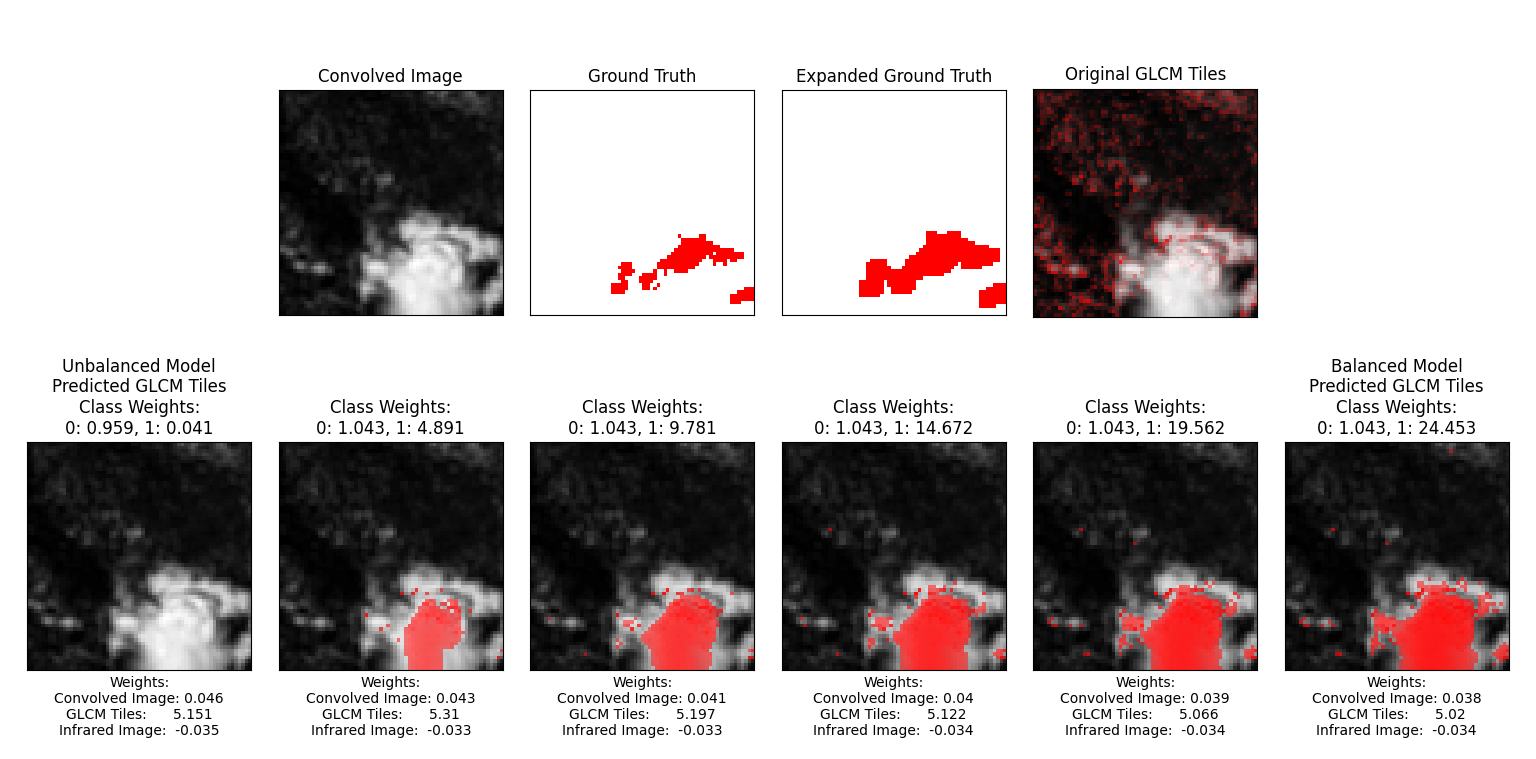 Convolved Image
Ground Truth
Expanded Ground Truth
Original GLCM Tiles
Unbalanced Model
Predicted GLCM Tiles
Class Weights:
0: 0.959, 1: 0.041
Class Weights:
0: 1.043, 1: 4.891
Class Weights:
0: 1.043, 1: 9.781
Class Weights:
0: 1.043, 1: 14.672
Class Weights:
0: 1.043, 1: 19.562
Balanced Model
Predicted GLCM Tiles
Class Weights:
0: 1.043, 1: 24.453
Weights:
Convolved Image: 0.046
GLCM Tiles: 5.151
Infrared Image: -0.035
Weights:
Convolved Image: 0.043
GLCM Tiles: 5.31
Infrared Image: -0.033
Weights:
Convolved Image: 0.041
GLCM Tiles: 5.197
Infrared Image: -0.033
Weights:
Convolved Image: 0.04
GLCM Tiles: 5.122
Infrared Image: -0.034
Weights:
Convolved Image: 0.039
GLCM Tiles: 5.066
Infrared Image: -0.034
Weights:
Convolved Image: 0.038
GLCM Tiles: 5.02
Infrared Image: -0.034